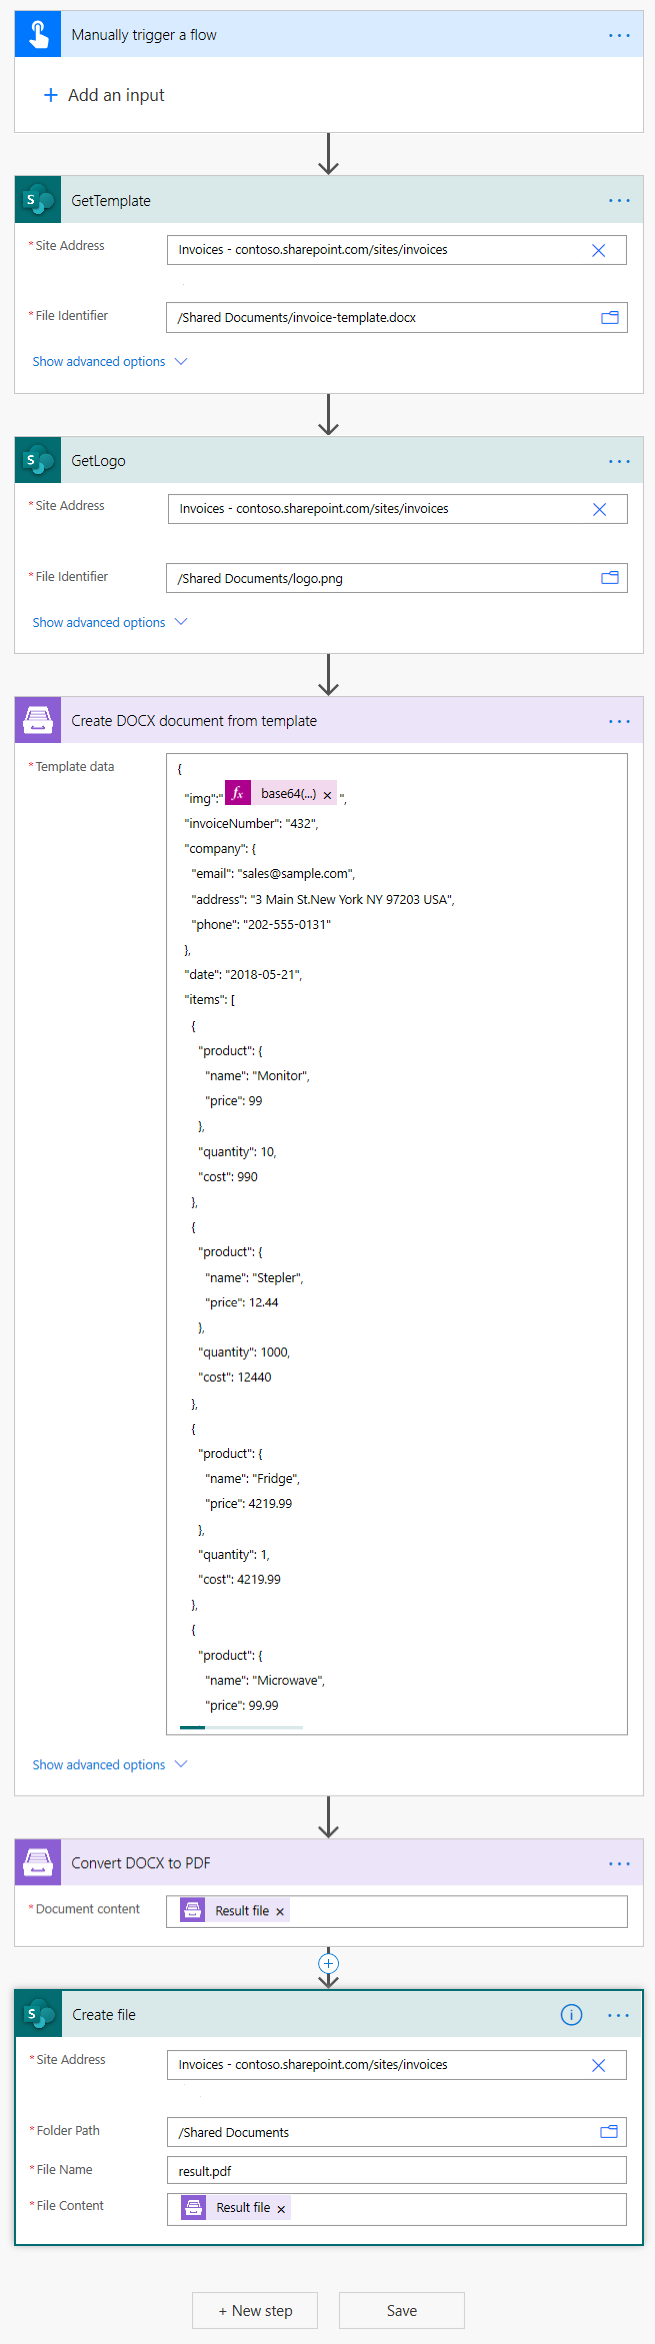 Manually trigger a flow
+ Add an input
GetTemplate
* Site Address
Invoices - contoso.sharepoint.com/sites/invoices
* File Identifier
/Shared Documents/invoice-template.docx
Show advanced options
GetLogo
* Site Address
Invoices - contoso.sharepoint.com/sites/invoices
* File Identifier
/Shared Documents/logo.png
Show advanced options
Create DOCX document from template
* Template data
{
"img":" fx base64(...) × ",
"invoiceNumber": "432",
"company": {
"email": "sales@sample.com",
"address": "3 Main St.New York NY 97203 USA",
"phone": "202-555-0131"
},
"date": "2018-05-21",
"items": [
{
"product": {
"name": "Monitor",
"price": 99
},
"quantity": 10,
"cost": 990
},
{
"product": {
"name": "Stepler",
"price": 12.44
},
"quantity": 1000,
"cost": 12440
},
{
"product": {
"name": "Fridge",
"price": 4219.99
},
"quantity": 1,
"cost": 4219.99
},
{
"product": {
"name": "Microwave",
"price": 99.99
Show advanced options
Convert DOCX to PDF
* Document content
Result file ×
Create file
* Site Address
Invoices - contoso.sharepoint.com/sites/invoices
* Folder Path
/Shared Documents
* File Name
result.pdf
* File Content
Result file ×
+ New step
Save